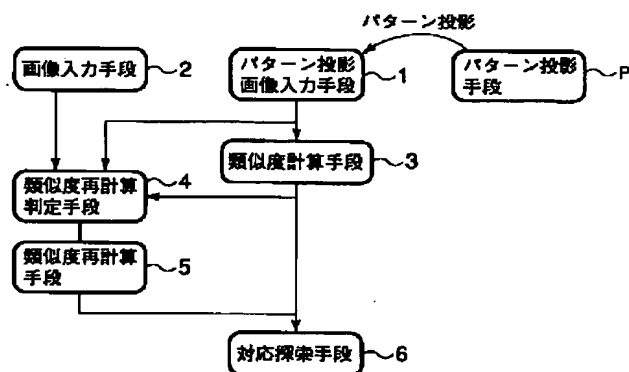 パターン投影
画像入力手段
2
パターン投影
画像入力手段
1
パターン投影
手段
P
類似度計算手段
3
類似度再計算
判定手段
4
類似度再計算
手段
5
対応探索手段
6